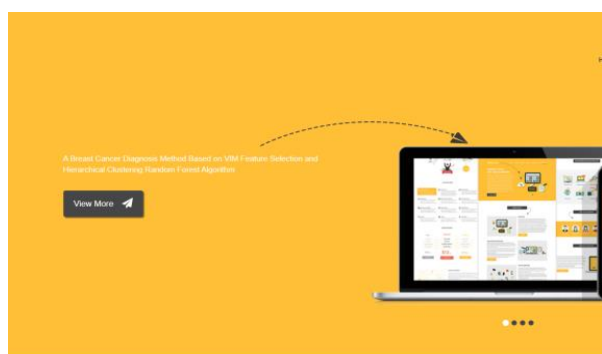 A Breast Cancer Diagnosis Method Based on VIM Feature Selection and
Hierarchical Clustering Random Forest Algorithm
View More